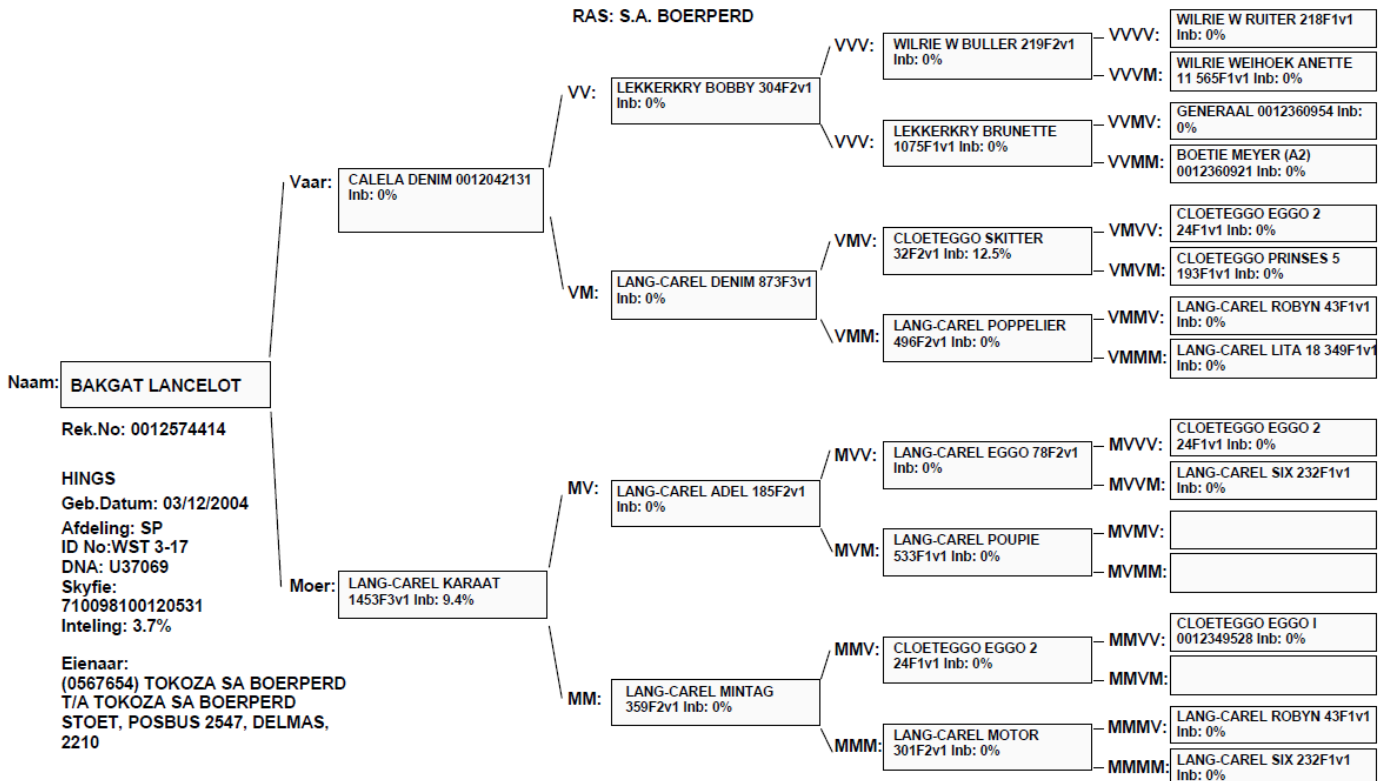 RAS: S.A. BOERPERD
Naam:
BAKGAT LANCELOT
Rek.No: 0012574414
HINGS
Geb.Datum: 03/12/2004
Afdeling: SP
ID No:WST 3-17
DNA: U37069
Skyfie:
710098100120531
Inteling: 3.7%
Eienaar:
(0567654) TOKOZA SA BOERPERD
T/A TOKOZA SA BOERPERD
STOET, POSBUS 2547, DELMAS,
2210
Vaar:
CALELA DENIM 0012042131
Inb: 0%
Moer:
LANG-CAREL KARAAT
1453F3v1 Inb: 9.4%
VV:
LEKKERKRY BOBBY 304F2v1
Inb: 0%
VM:
LANG-CAREL DENIM 873F3v1
Inb: 0%
MV:
LANG-CAREL ADEL 185F2v1
Inb: 0%
MM:
LANG-CAREL MINTAG
359F2v1 Inb: 0%
VVV:
WILRIE W BULLER 219F2v1
Inb: 0%
VVV:
LEKKERKRY BRUNETTE
1075F1v1 Inb: 0%
VMV:
CLOETEGGO SKITTER
32F2v1 Inb: 12.5%
VMM:
LANG-CAREL POPPELIER
496F2v1 Inb: 0%
MVV:
LANG-CAREL EGGO 78F2v1
Inb: 0%
MVM:
LANG-CAREL POUPIE
533F1v1 Inb: 0%
MMV:
CLOETEGGO EGGO 2
24F1v1 Inb: 0%
MMM:
LANG-CAREL MOTOR
301F2v1 Inb: 0%
VVVV:
WILRIE W RUITER 218F1v1
Inb: 0%
VVVM:
WILRIE WEIHOEK ANETTE
11 565F1v1 Inb: 0%
VVMV:
GENERAAL 0012360954 Inb:
0%
VVMM:
BOETIE MEYER (A2)
0012360921 Inb: 0%
VMVV:
CLOETEGGO EGGO 2
24F1v1 Inb: 0%
VMVM:
CLOETEGGO PRINSES 5
193F1v1 Inb: 0%
VMMV:
LANG-CAREL ROBYN 43F1v1
Inb: 0%
VMMM:
LANG-CAREL LITA 18 349F1v1
Inb: 0%
MVVV:
CLOETEGGO EGGO 2
24F1v1 Inb: 0%
MVVM:
LANG-CAREL SIX 232F1v1
Inb: 0%
MVMV:
MVMM:
MMVV:
CLOETEGGO EGGO I
0012349528 Inb: 0%
MMVM:
MMMV:
LANG-CAREL ROBYN 43F1v1
Inb: 0%
MMMM:
LANG-CAREL SIX 232F1v1
Inb: 0%